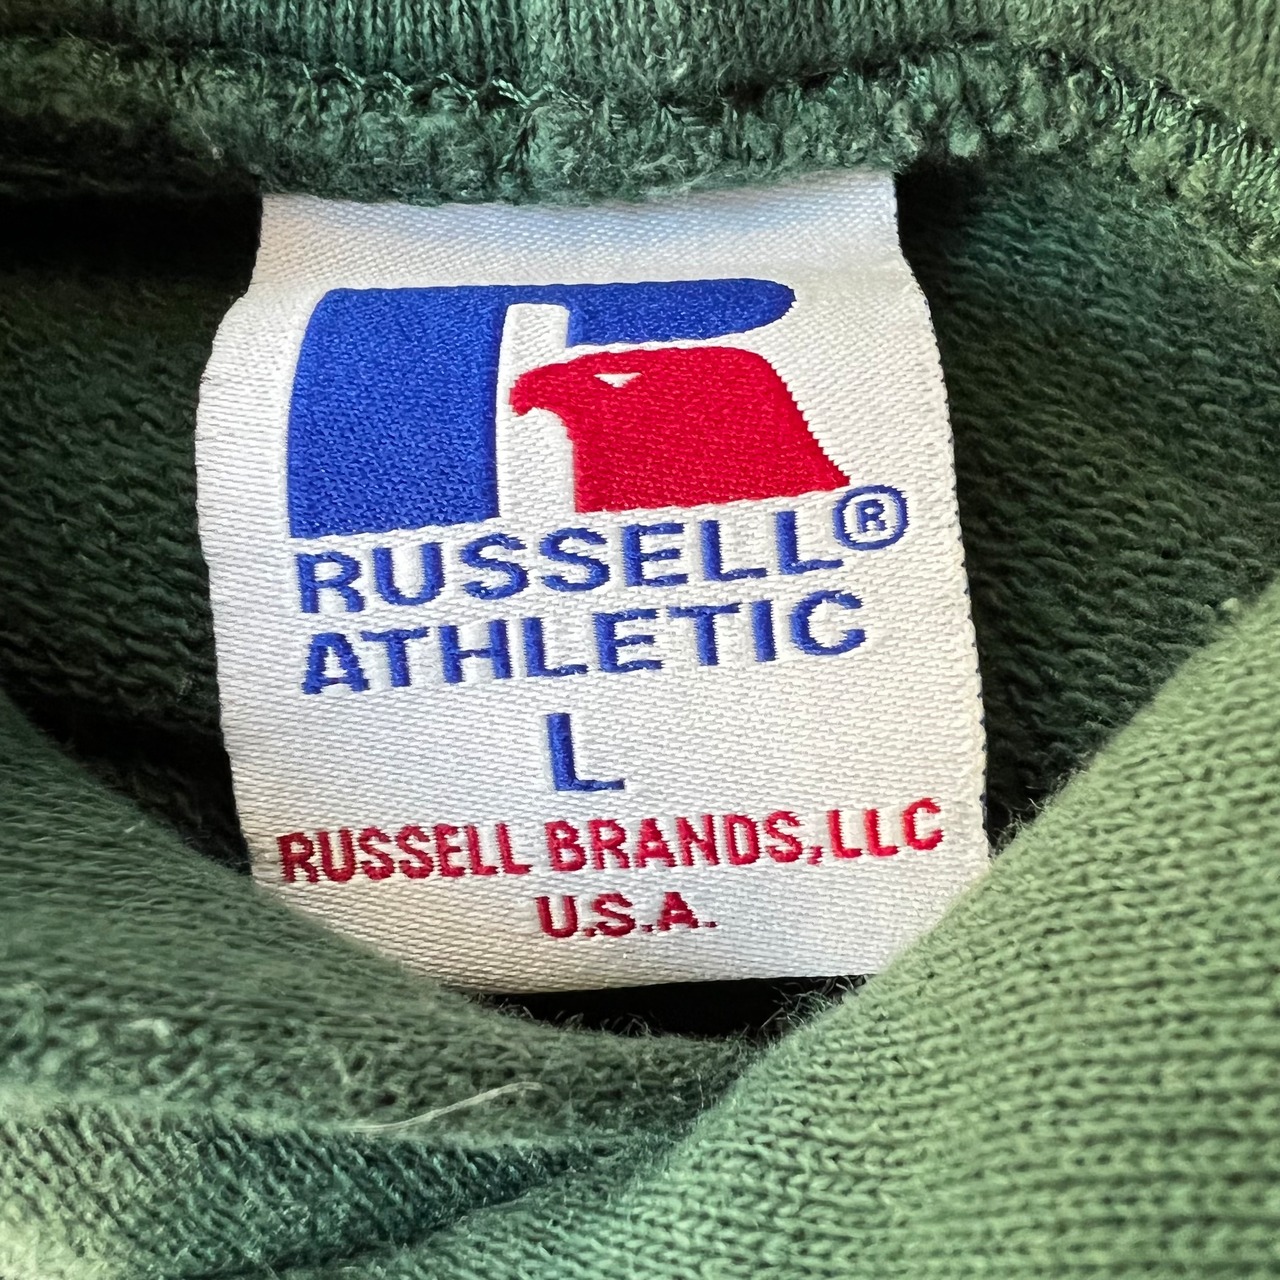 RUSSELL®
ATHLETIC
L
RUSSELL BRANDS, LLC
U.S.A.